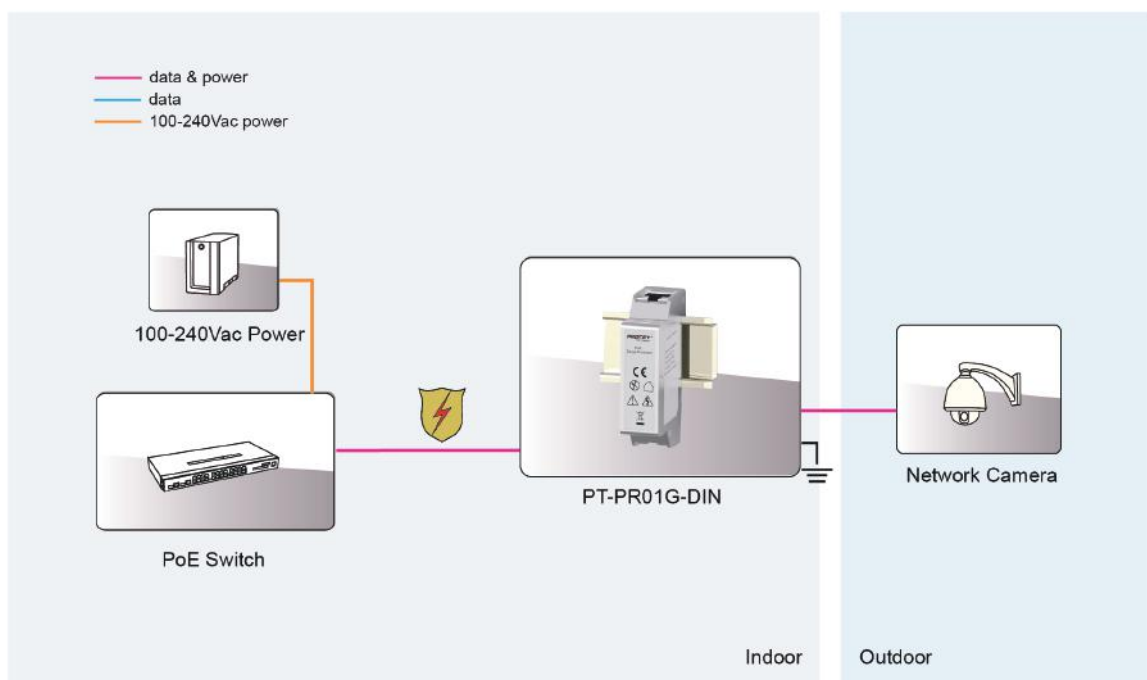 data & power
data
100-240Vac power
100-240Vac Power
PoE Switch
PT-PR01G-DIN
Network Camera
Indoor
Outdoor